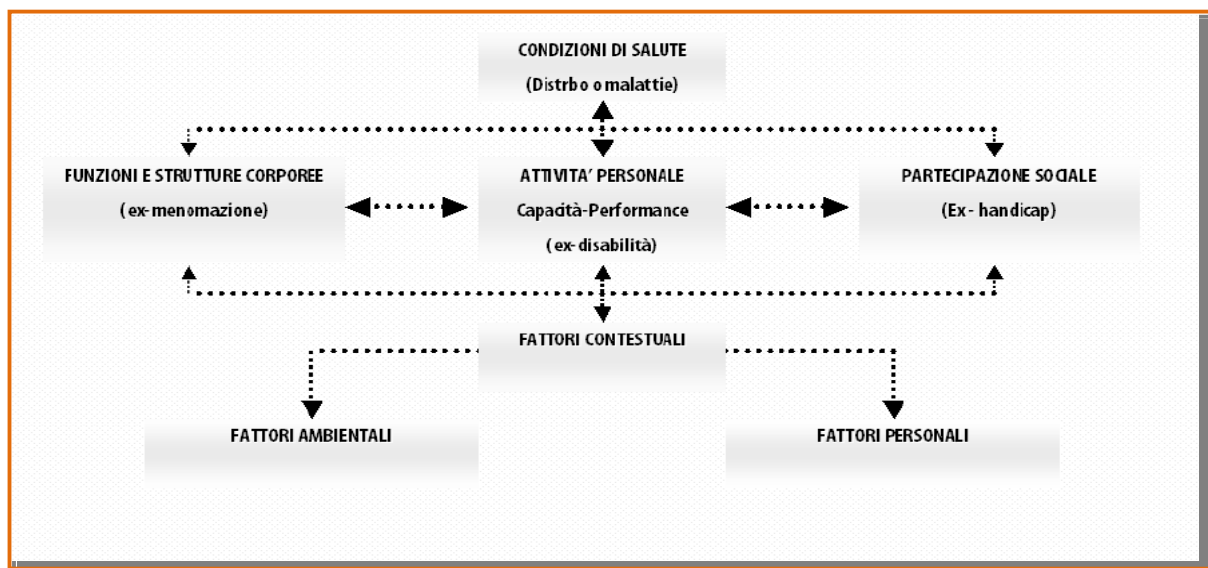 CONDIZIONI DI SALUTE
(Distrbo o malattie)
FUNZIONI E STRUTTURE CORPOREE
(ex-menomazione)
ATTIVITA' PERSONALE
Capacità-Performance
(ex-disabilità)
PARTECIPAZIONE SOCIALE
(Ex- handicap)
FATTORI CONTESTUALI
FATTORI AMBIENTALI
FATTORI PERSONALI